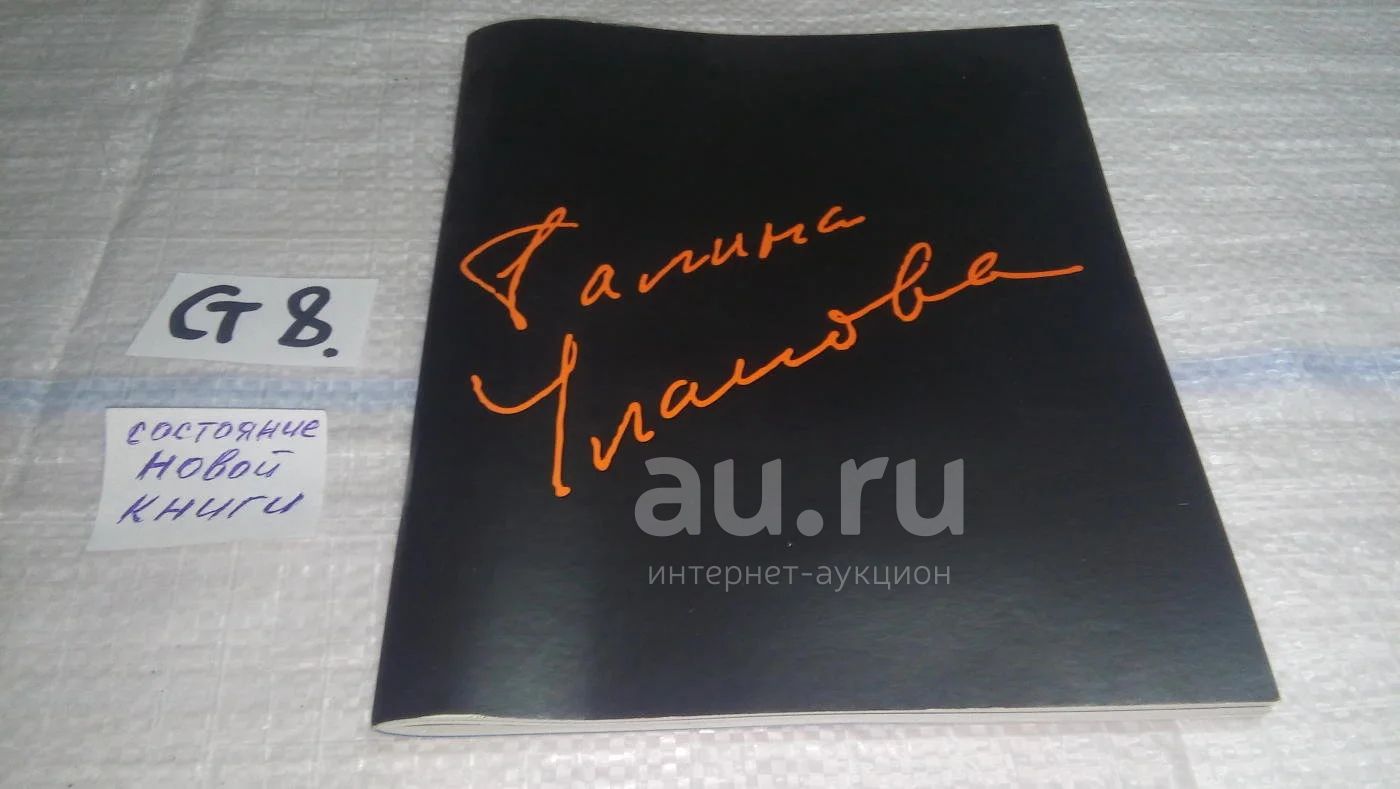 Галина
Уланова
СТ 8.
состояние
новой
книги
au.ru
интернет-аукцион